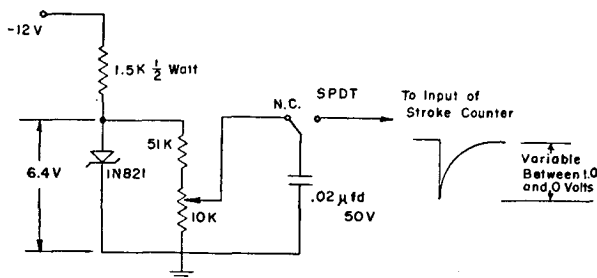 -12V
1.5K 1/2 Watt
6.4V
1N821
51K
10K
N.C.
SPDT
.02 μfd
50V
To Input of
Stroke Counter
Variable
Between 1.0
and 0 Volts